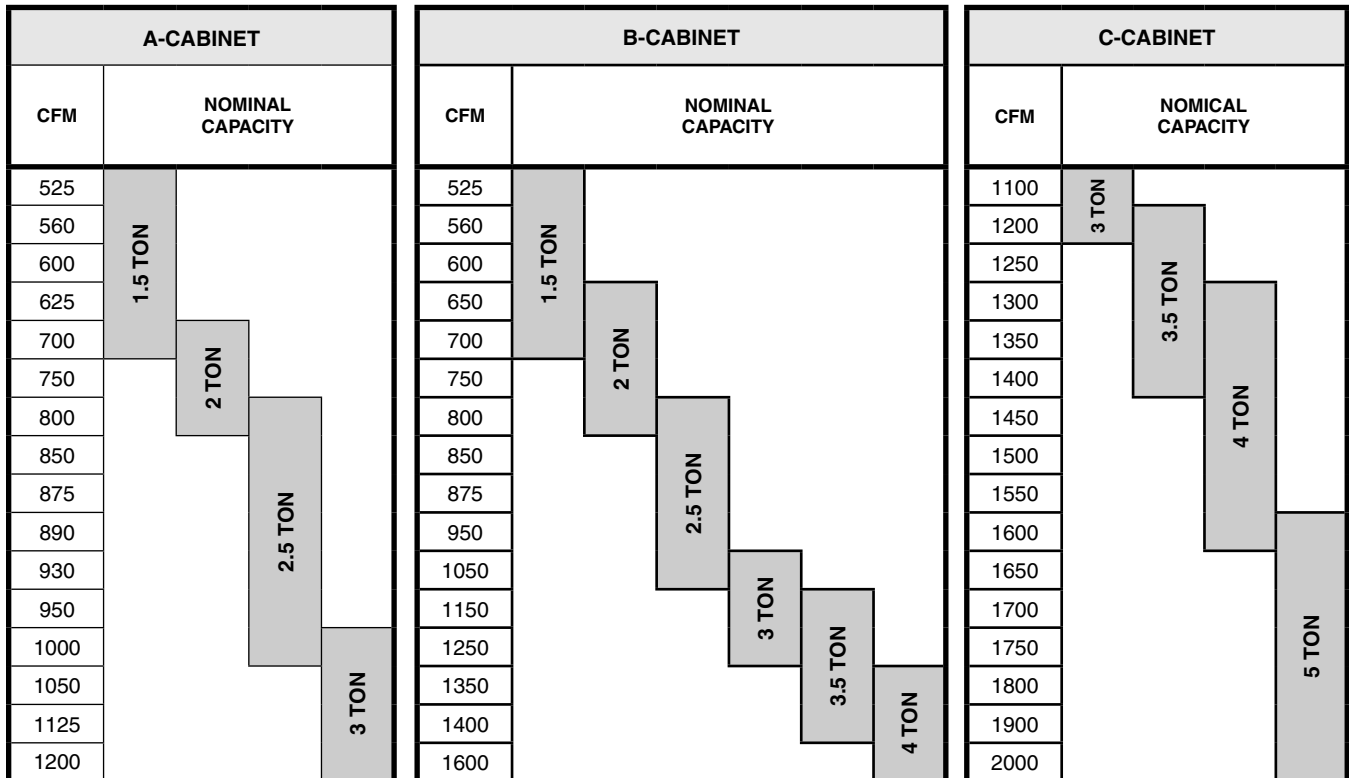 A-CABINET
CFM
NOMINAL
CAPACITY
525
560
600
625
700
750
800
850
875
890
930
950
1000
1050
1125
1200
1.5 TON
2 TON
2.5 TON
3 TON
B-CABINET
CFM
NOMINAL
CAPACITY
525
560
600
650
700
750
800
850
875
950
1050
1150
1250
1350
1400
1600
1.5 TON
2 TON
2.5 TON
3 TON
3.5 TON
4 TON
C-CABINET
CFM
NOMICAL
CAPACITY
1100
1200
1250
1300
1350
1400
1450
1500
1550
1600
1650
1700
1750
1800
1900
2000
3 TON
3.5 TON
4 TON
5 TON